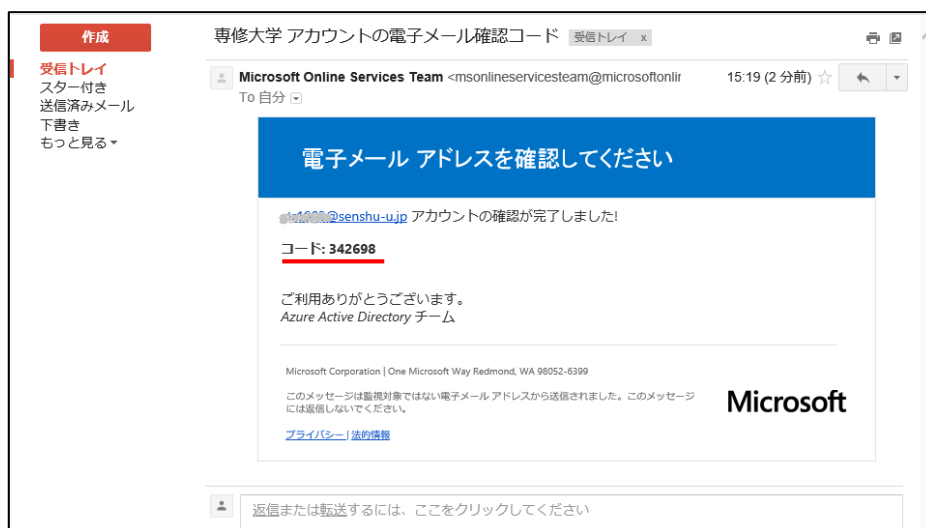 作成
受信トレイ
スター付き
送信済みメール
下書き
もっと見る
専修大学 アカウントの電子メール確認コード 受信トレイ x
Microsoft Online Services Team <msonlineservicesteam@microsoftonlir
15:19 (2 分前)
To 自分
電子メール アドレスを確認してください
@senshu-u.jp アカウントの確認が完了しました!
コード: 342698
ご利用ありがとうございます。
Azure Active Directory チーム
Microsoft Corporation | One Microsoft Way Redmond, WA 98052-6399
このメッセージは監視対象ではない電子メール アドレスから送信されました。このメッセージ
には返信しないでください。
Microsoft
プライバシー | 法的情報
返信または転送するには、ここをクリックしてください